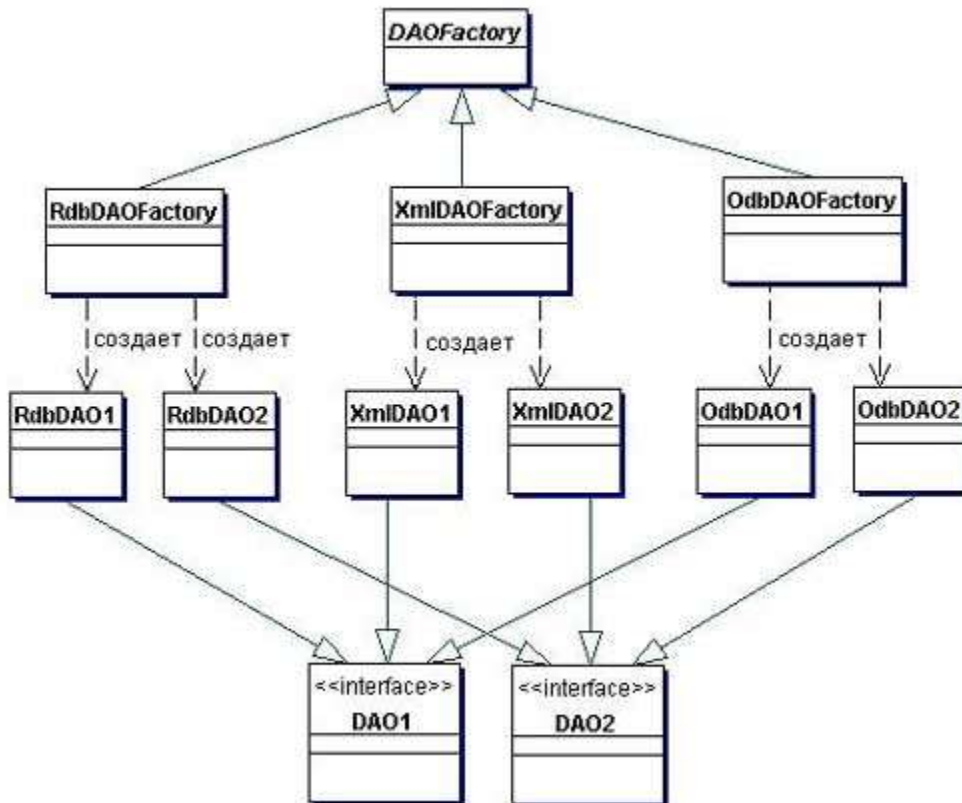 DAOFactory
RdbDAOFactory
XmlDAOFactory
OdbDAOFactory
создает
создает
создает
создает
RdbDAO1
RdbDAO2
XmlDAO1
XmlDAO2
OdbDAO1
OdbDAO2
<<interface>>
DAO1
<<interface>>
DAO2